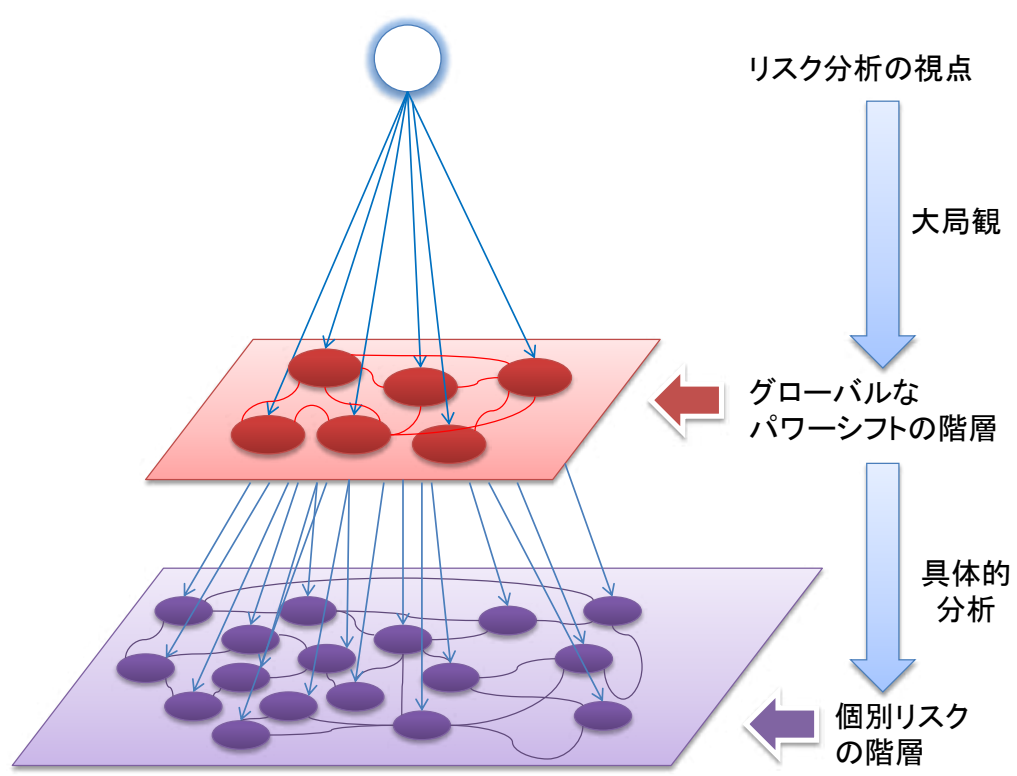 リスク分析の視点
大局観
グローバルな
パワーシフトの階層
具体的
分析
個別リスク
の階層